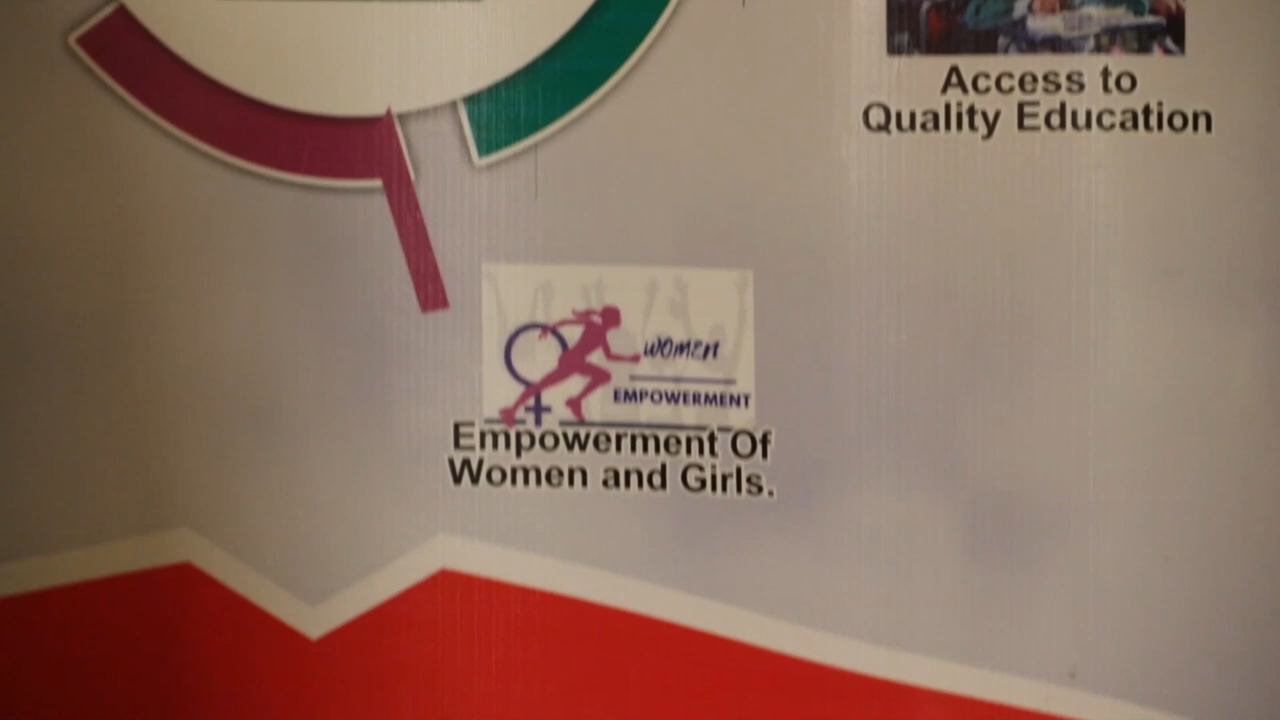 Access to
Quality Education
women
EMPOWERMENT
Empowerment Of
Women and Girls.